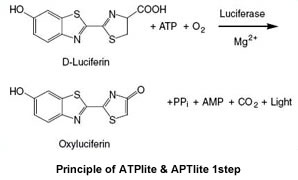 HO S N COOH + ATP + O2 Luciferase
N S Mg2+
D-Luciferin
HO S N O +PPi + AMP + CO2 + Light
N S
Oxyluciferin
Principle of ATPlite & APTlite 1step